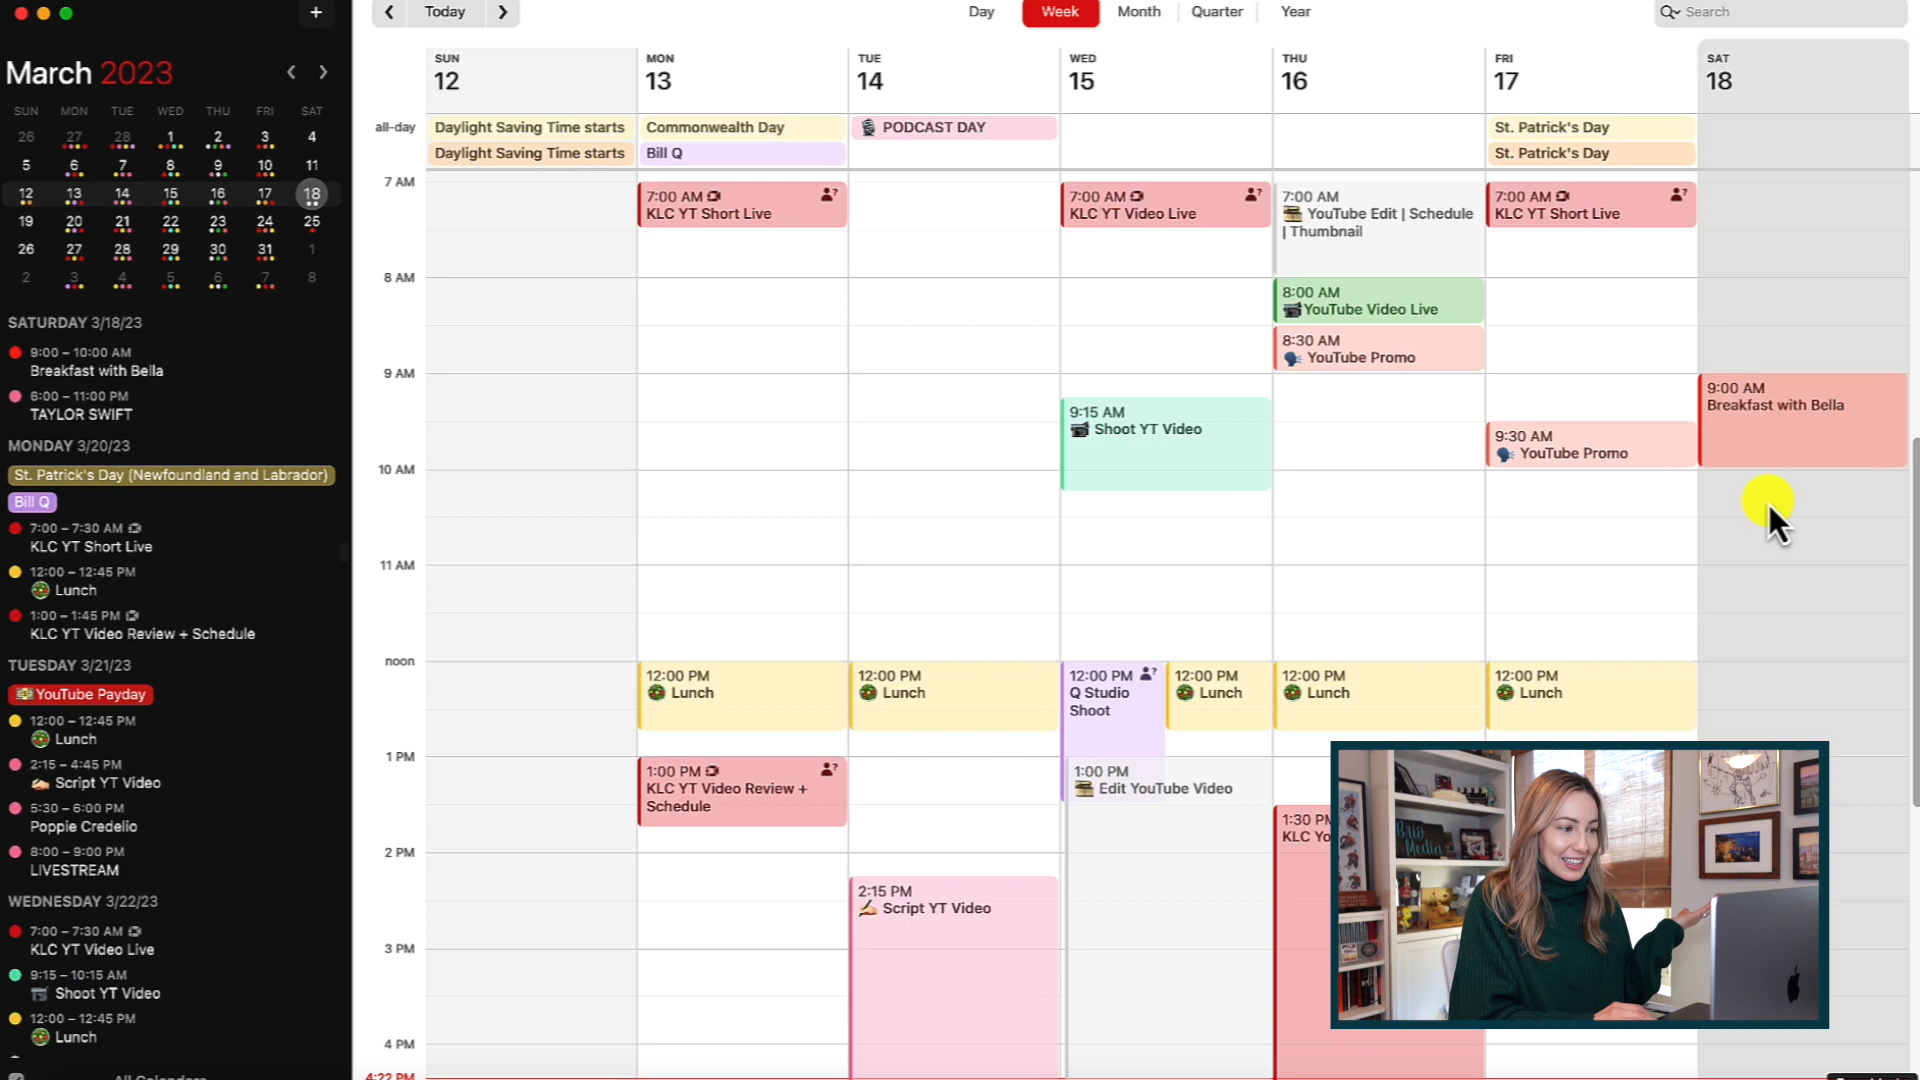 Today
Day
Week
Month
Quarter
Year
Search
March 2023
SUN MON TUE WED THU FRI SAT
26 27 28 1 2 3 4
5 6 7 8 9 10 11
12 13 14 15 16 17 18
19 20 21 22 23 24 25
26 27 28 29 30 31 1
2 3 4 5 6 7 8
SATURDAY 3/18/23
9:00 – 10:00 AM
Breakfast with Bella
6:00 – 11:00 PM
TAYLOR SWIFT
MONDAY 3/20/23
St. Patrick's Day (Newfoundland and Labrador)
Bill Q
7:00 – 7:30 AM
KLC YT Short Live
12:00 – 12:45 PM
Lunch
1:00 – 1:45 PM
KLC YT Video Review + Schedule
TUESDAY 3/21/23
YouTube Payday
12:00 – 12:45 PM
Lunch
2:15 – 4:45 PM
Script YT Video
5:30 – 6:00 PM
Poppie Credelio
8:00 – 9:00 PM
LIVESTREAM
WEDNESDAY 3/22/23
7:00 – 7:30 AM
KLC YT Video Live
9:15 – 10:15 AM
Shoot YT Video
12:00 – 12:45 PM
Lunch
All Calendars
SUN
12
MON
13
TUE
14
WED
15
THU
16
FRI
17
SAT
18
all-day
Daylight Saving Time starts
Daylight Saving Time starts
Commonwealth Day
Bill Q
PODCAST DAY
St. Patrick's Day
St. Patrick's Day
7 AM
8 AM
9 AM
10 AM
11 AM
noon
1 PM
2 PM
3 PM
4 PM
4:22 PM
7:00 AM
KLC YT Short Live
12:00 PM
Lunch
1:00 PM
KLC YT Video Review +
Schedule
12:00 PM
Lunch
2:15 PM
Script YT Video
7:00 AM
KLC YT Video Live
9:15 AM
Shoot YT Video
12:00 PM
Q Studio
Shoot
12:00 PM
Lunch
1:00 PM
Edit YouTube Video
7:00 AM
YouTube Edit | Schedule
| Thumbnail
8:00 AM
YouTube Video Live
8:30 AM
YouTube Promo
12:00 PM
Lunch
1:30 PM
KLC Yo
7:00 AM
KLC YT Short Live
9:30 AM
YouTube Promo
12:00 PM
Lunch
9:00 AM
Breakfast with Bella
Brio
Media